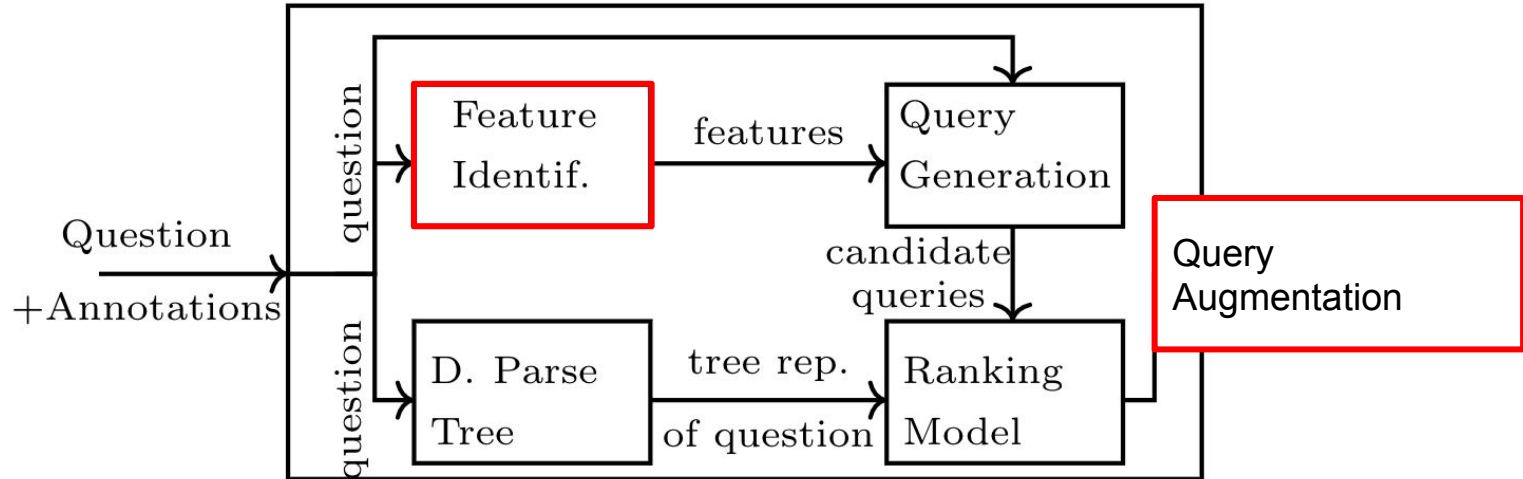 Question
+Annotations
question
question
Feature
Identif.
features
Query
Generation
candidate
queries
D. Parse
Tree
tree rep.
of question
Ranking
Model
Query
Augmentation